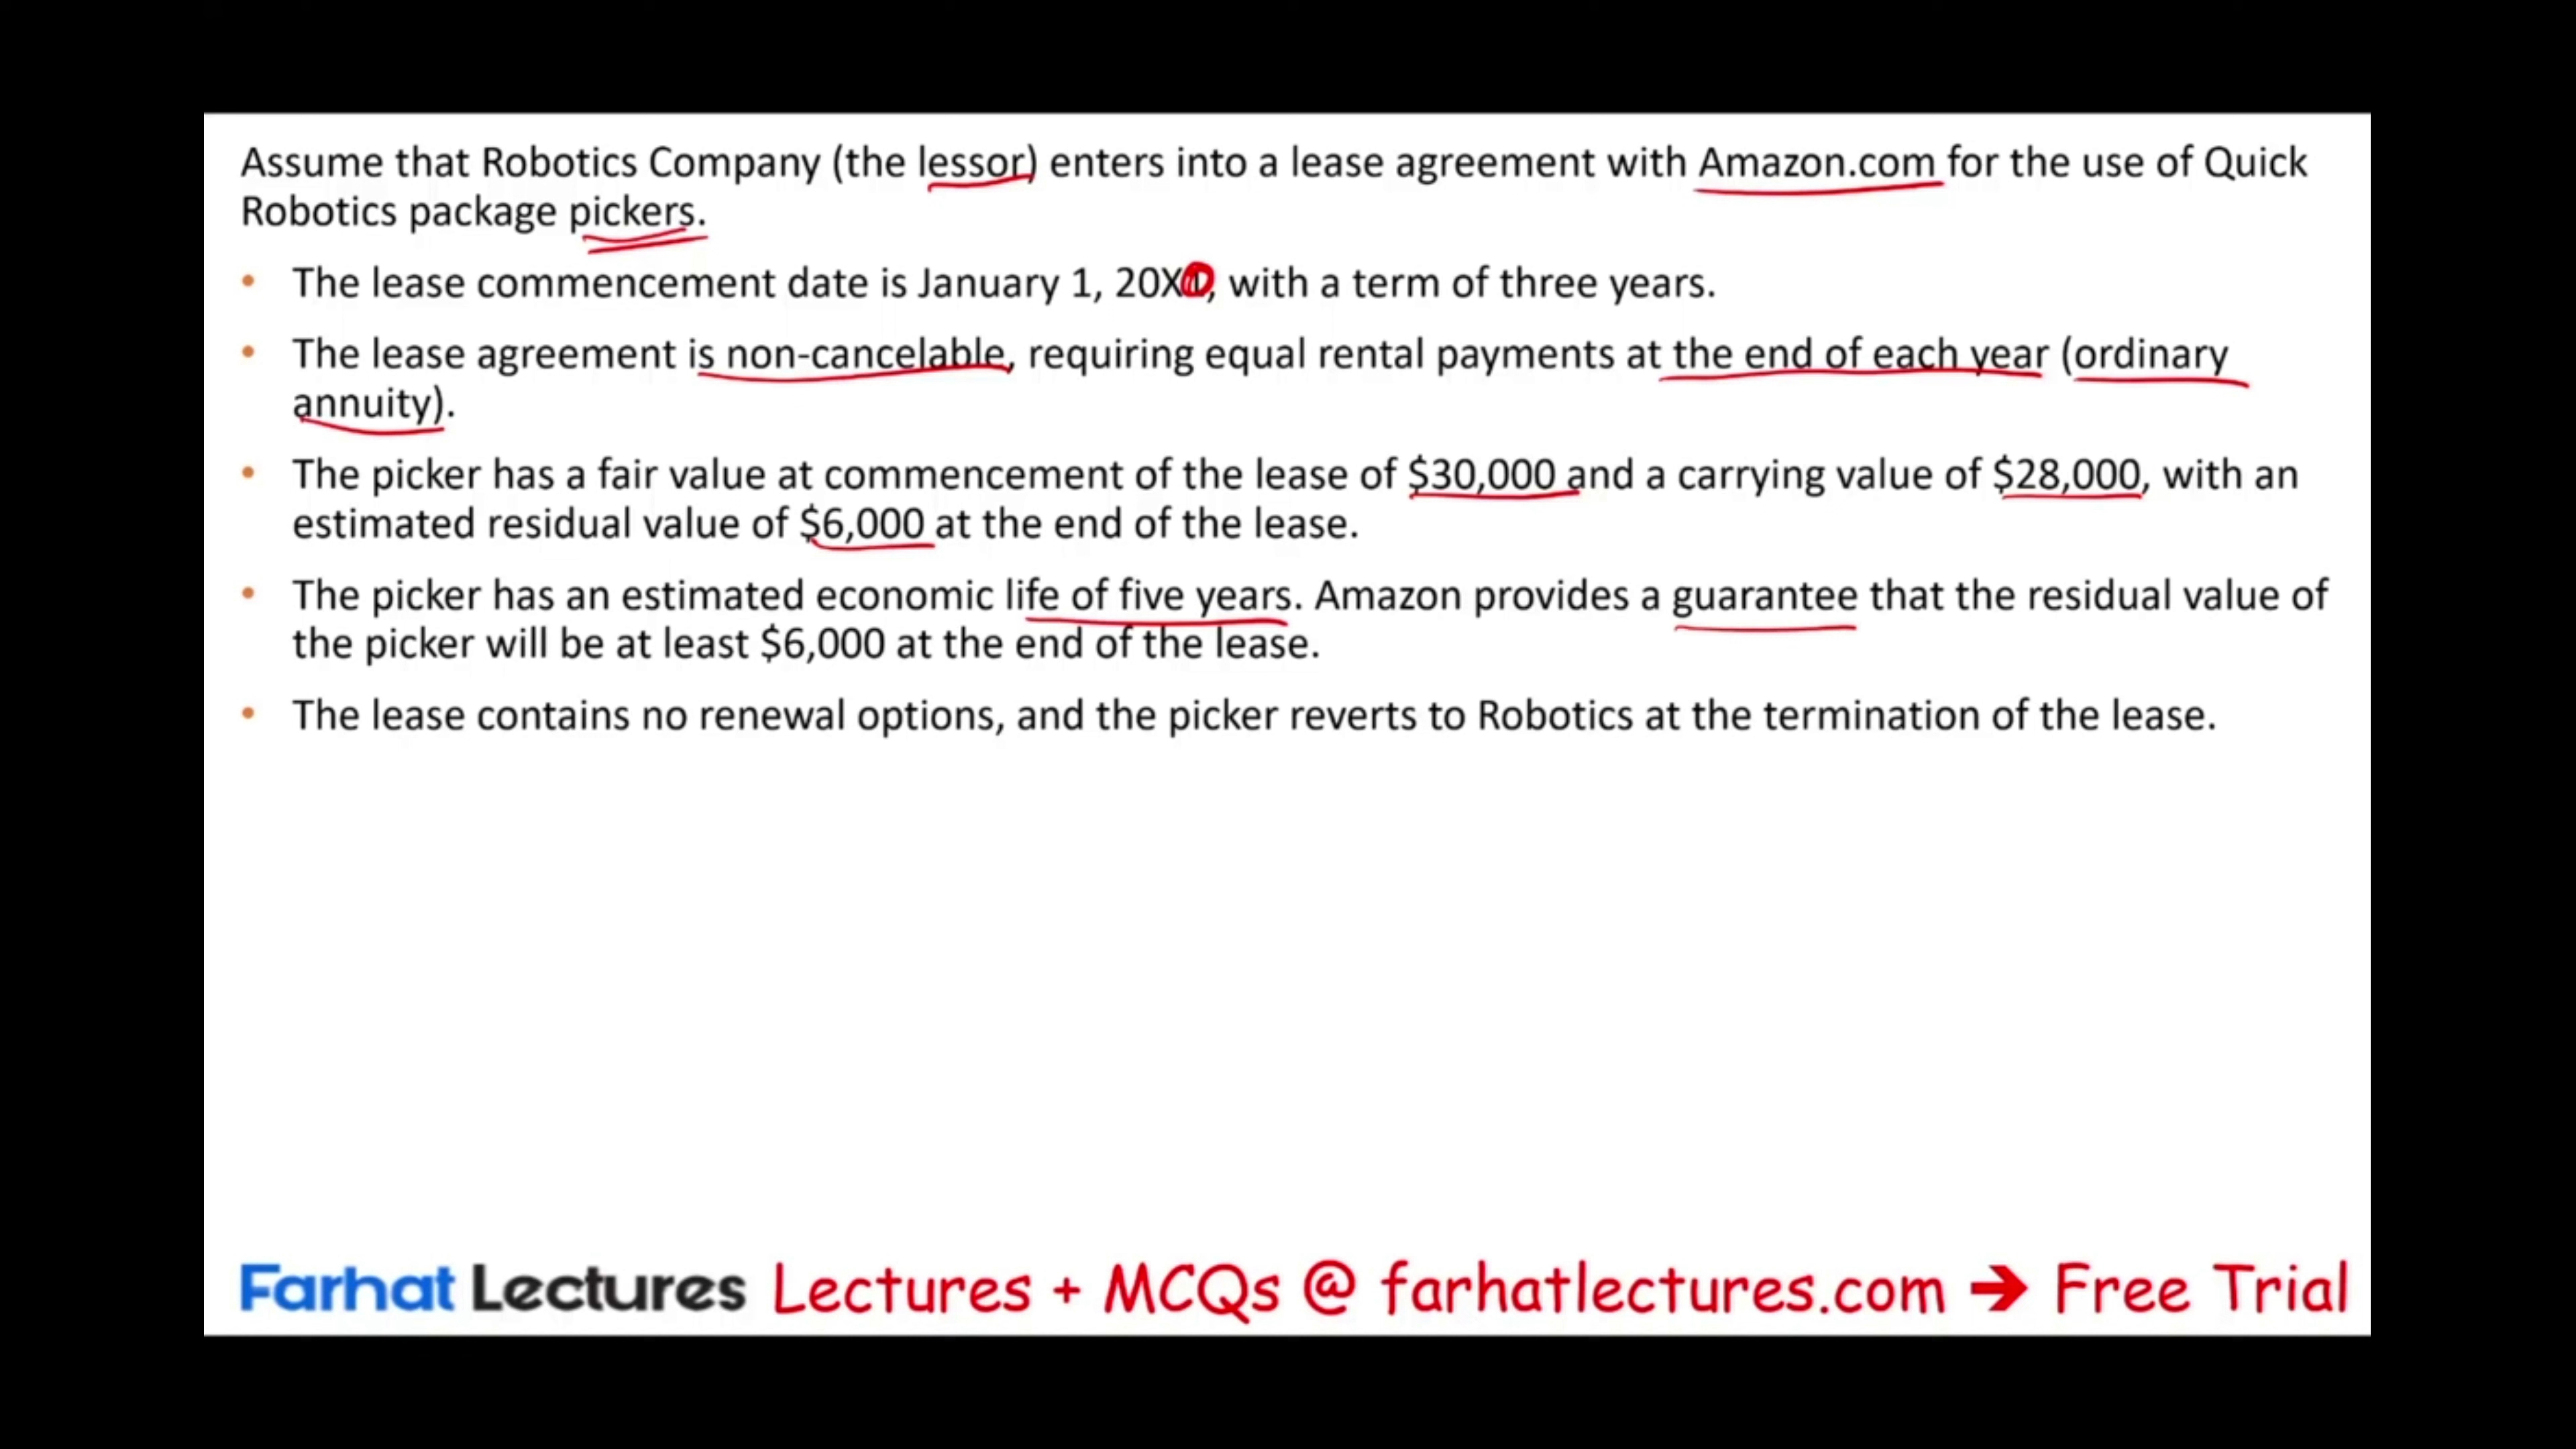 Assume that Robotics Company (the lessor) enters into a lease agreement with Amazon.com for the use of Quick
Robotics package pickers.
• The lease commencement date is January 1, 20X0, with a term of three years.
• The lease agreement is non-cancelable, requiring equal rental payments at the end of each year (ordinary
annuity).
• The picker has a fair value at commencement of the lease of $30,000 and a carrying value of $28,000, with an
estimated residual value of $6,000 at the end of the lease.
• The picker has an estimated economic life of five years. Amazon provides a guarantee that the residual value of
the picker will be at least $6,000 at the end of the lease.
• The lease contains no renewal options, and the picker reverts to Robotics at the termination of the lease.
Farhat Lectures Lectures + MCQs @ farhatlectures.com ➔ Free Trial